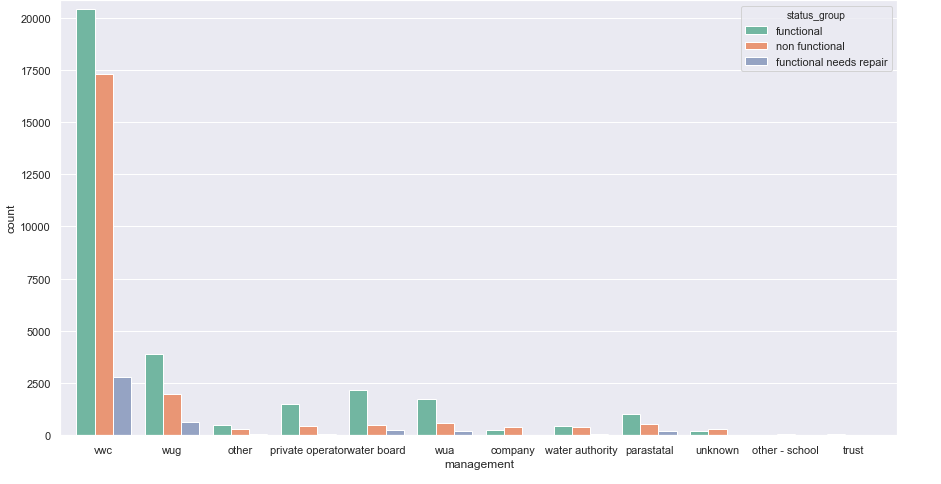 status_group
functional
non functional
functional needs repair
20000
17500
15000
12500
10000
7500
5000
2500
0
count
vwc wug other private operator water board wua company water authority parastatal unknown other - school trust
management